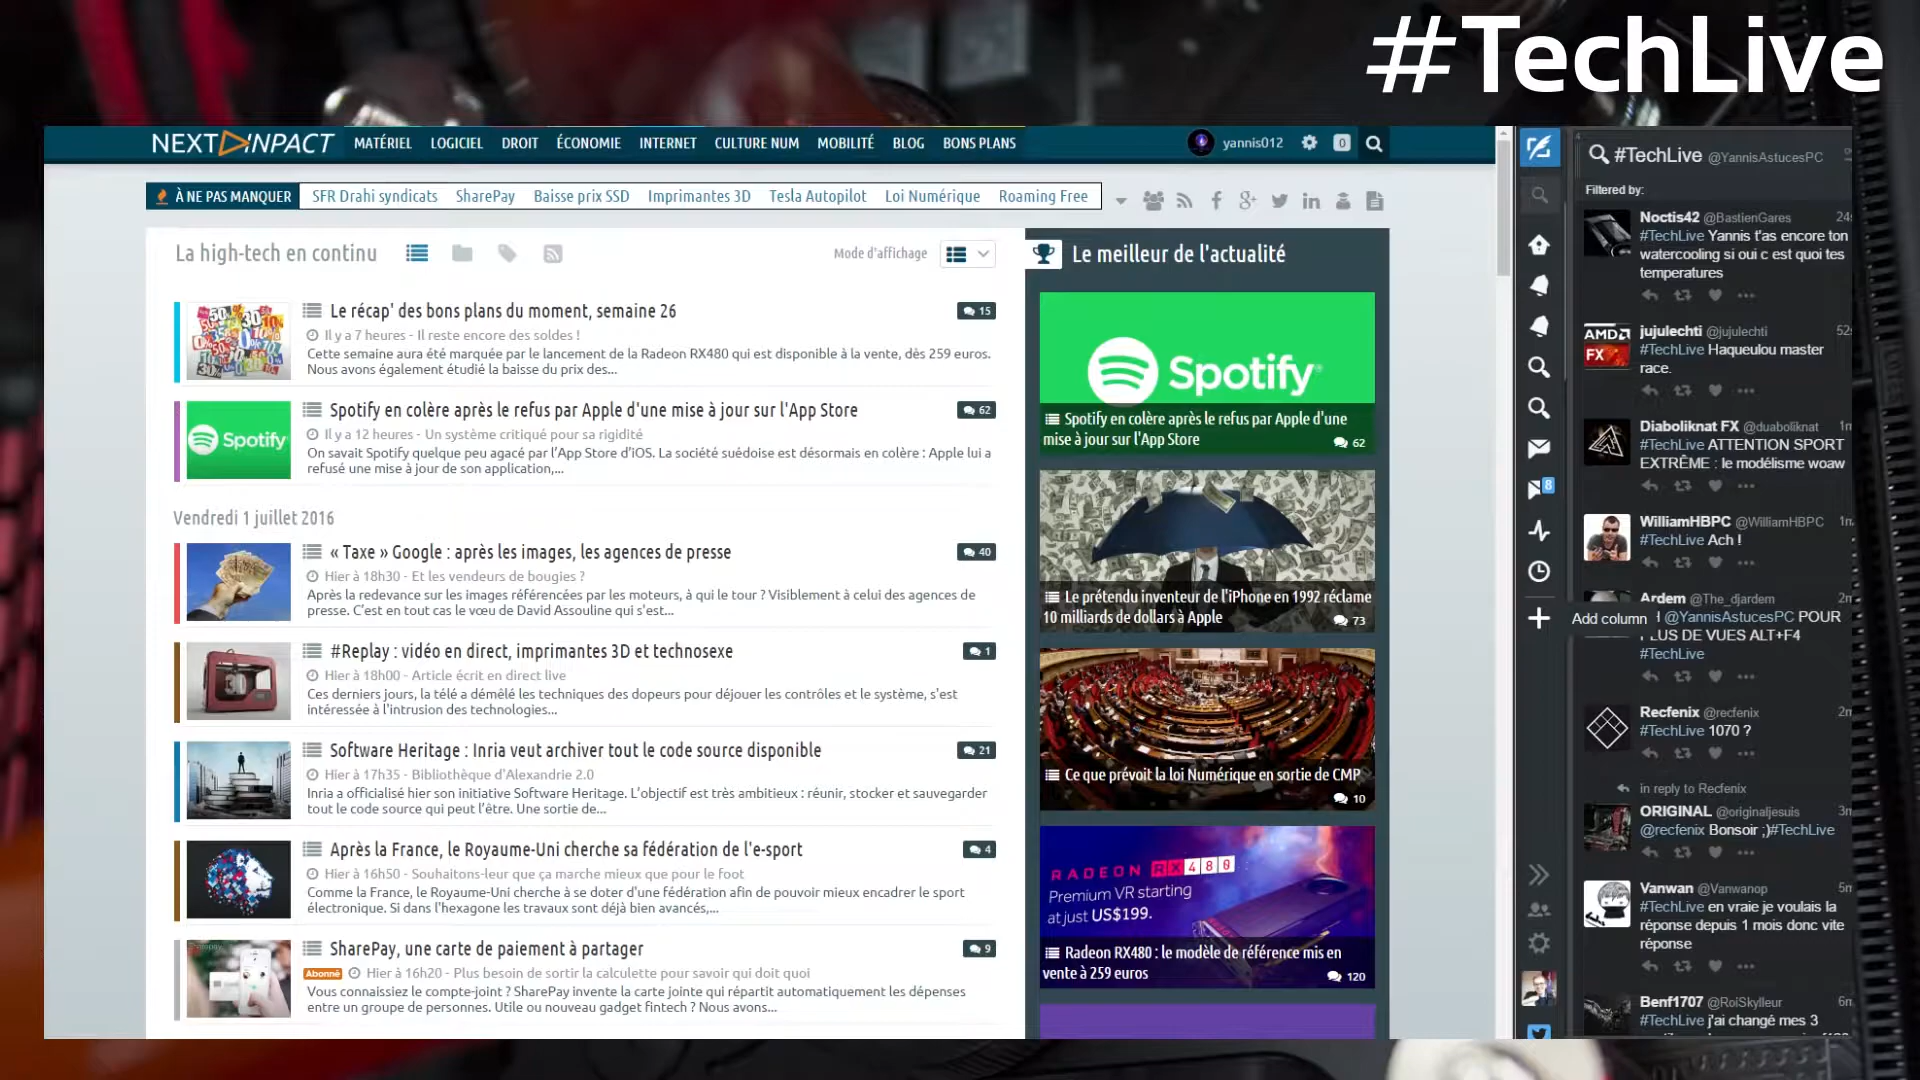 #TechLive
NEXT INPACT MATÉRIEL LOGICIEL DROIT ÉCONOMIE INTERNET CULTURE NUM MOBILITÉ BLOG BONS PLANS yannis012 0
À NE PAS MANQUER SFR Drahi syndicats SharePay Baisse prix SSD Imprimantes 3D Tesla Autopilot Loi Numérique Roaming Free
La high-tech en continu
Mode d'affichage
Le récap' des bons plans du moment, semaine 26
15
Il y a 7 heures - Il reste encore des soldes !
Cette semaine aura été marquée par le lancement de la Radeon RX480 qui est disponible à la vente, dès 259 euros.
Nous avons également étudié la baisse du prix des...
Spotify
Spotify en colère après le refus par Apple d'une mise à jour sur l'App Store
62
Il y a 12 heures - Un système critiqué pour sa rigidité
On savait Spotify quelque peu agacé par l'App Store d'iOS. La société suédoise est désormais en colère : Apple lui a
refusé une mise à jour de son application,...
Vendredi 1 juillet 2016
« Taxe » Google : après les images, les agences de presse
40
Hier à 18h30 - Et les vendeurs de bougies ?
Après la redevance sur les images référencées par les moteurs, à qui le tour ? Visiblement à celui des agences de
presse. C'est en tout cas le vœu de David Assouline qui s'est...
#Replay : vidéo en direct, imprimantes 3D et technosexe
1
Hier à 18h00 - Article écrit en direct live
Ces derniers jours, la télé a démêlé les techniques des dopeurs pour déjouer les contrôles et le système, s'est
intéressée à l'intrusion des technologies...
Software Heritage : Inria veut archiver tout le code source disponible
21
Hier à 17h35 - Bibliothèque d'Alexandrie 2.0
Inria a officialisé hier son initiative Software Heritage. L'objectif est très ambitieux : réunir, stocker et sauvegarder
tout le code source qui peut l'être. Une sortie de...
Après la France, le Royaume-Uni cherche sa fédération de l'e-sport
4
Hier à 16h50 - Souhaitons-leur que ça marche mieux que pour le foot
Comme la France, le Royaume-Uni cherche à se doter d'une fédération afin de pouvoir mieux encadrer le sport
électronique. Si dans l'hexagone les travaux sont déjà bien avancés,...
SharePay, une carte de paiement à partager
9
Abonné Hier à 16h20 - Plus besoin de sortir la calculette pour savoir qui doit quoi
Vous connaissiez le compte-joint ? SharePay invente la carte jointe qui répartit automatiquement les dépenses
entre un groupe de personnes. Utile ou nouveau gadget fintech ? Nous avons...
Le meilleur de l'actualité
Spotify
Spotify en colère après le refus par Apple d'une
mise à jour sur l'App Store
62
Le prétendu inventeur de l'iPhone en 1992 réclame
10 milliards de dollars à Apple
73
Ce que prévoit la loi Numérique en sortie de CMP
10
RADEON RX480
Premium VR starting
at just US$199.
Radeon RX480 : le modèle de référence mis en
vente à 259 euros
120
8
Add column
#TechLive @YannisAstucesPC
Filtered by:
Noctis42 @BastienGares 24s
#TechLive Yannis t'as encore ton
watercooling si oui c est quoi tes
temperatures
AMD
FX
jujulechti @jujulechti 52s
#TechLive Haqueulou master
race.
Diaboliknat FX @duaboliknat 1m
#TechLive ATTENTION SPORT
EXTRÊME : le modélisme woaw
WilliamHBPC @WilliamHBPC 1m
#TechLive Ach !
Ardem @The_djardem 2m
@YannisAstucesPC POUR
PLUS DE VUES ALT+F4
#TechLive
Recfenix @recfenix 2m
#TechLive 1070 ?
in reply to Recfenix
ORIGINAL @originaljesuis 3m
@recfenix Bonsoir ;)#TechLive
Vanwan @Vanwanop 5m
#TechLive en vraie je voulais la
réponse depuis 1 mois donc vite
réponse
Benf1707 @RoiSkylleur 6m
#TechLive j'ai changé mes 3